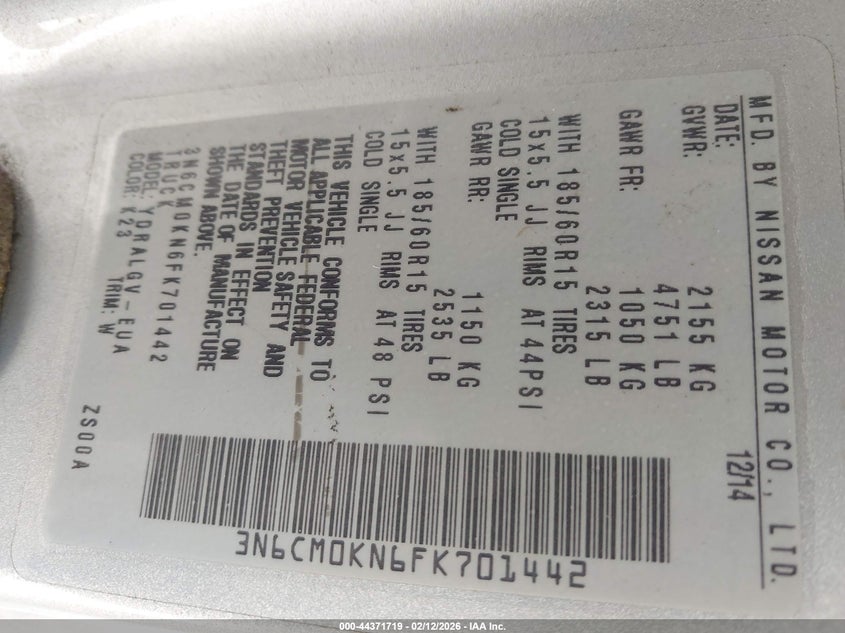 MFD. BY NISSAN MOTOR CO., LTD.
DATE: 12/14
GVWR: 2155 KG
4751 LB
GAWR FR: 1050 KG
2315 LB
WITH 185/60R15 TIRES
15x5.5 JJ RIMS AT 44PSI
COLD SINGLE
GAWR RR: 1150 KG
2535 LB
WITH 185/60R15 TIRES
15x5.5 JJ RIMS AT 48 PSI
COLD SINGLE
THIS VEHICLE CONFORMS TO
ALL APPLICABLE FEDERAL
MOTOR VEHICLE SAFETY AND
THEFT PREVENTION
STANDARDS IN EFFECT ON
THE DATE OF MANUFACTURE
SHOWN ABOVE.
3N6CM0KN6FK701442
TRUCK
MODEL: YDRALGV-EUA
COLOR: K23 TRIM: W
ZS00A
3N6CM0KN6FK701442
000-44371719 - 02/12/2026 - IAA Inc.